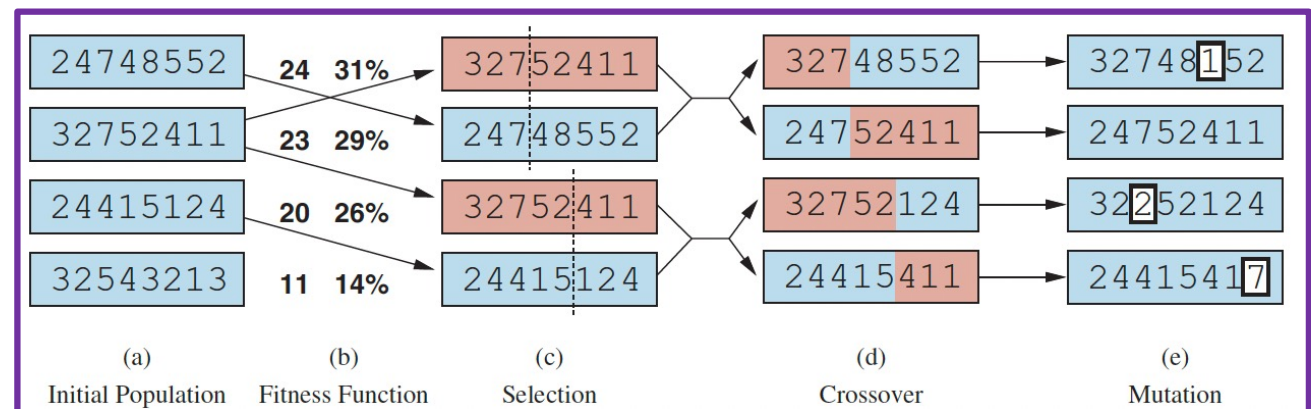 24748552 24 31% 32752411 32748552 32748152
32752411 23 29% 24748552 24752411 24752411
24415124 20 26% 32752411 32752124 32252124
32543213 11 14% 24415124 24415411 24415417
(a) (b) (c) (d) (e)
Initial Population Fitness Function Selection Crossover Mutation